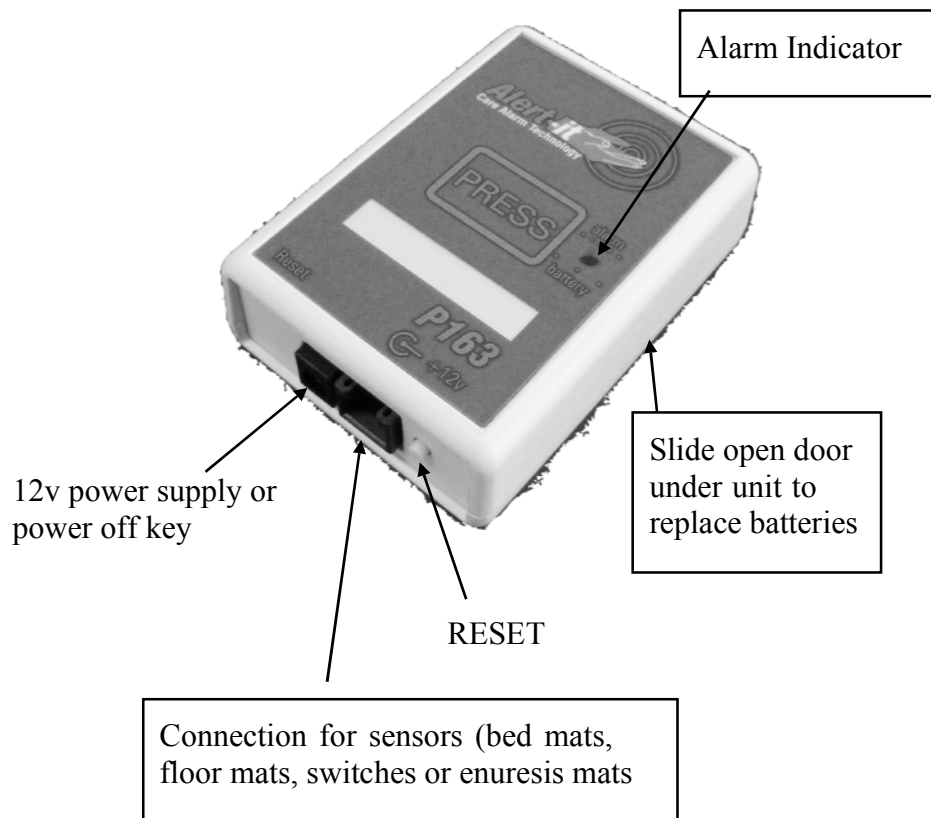 Alarm Indicator
Alert-it
Care Alarm Technology
PRESS
alarm
battery
Reset
P163
+12v
Slide open door
under unit to
replace batteries
12v power supply or
power off key
RESET
Connection for sensors (bed mats,
floor mats, switches or enuresis mats